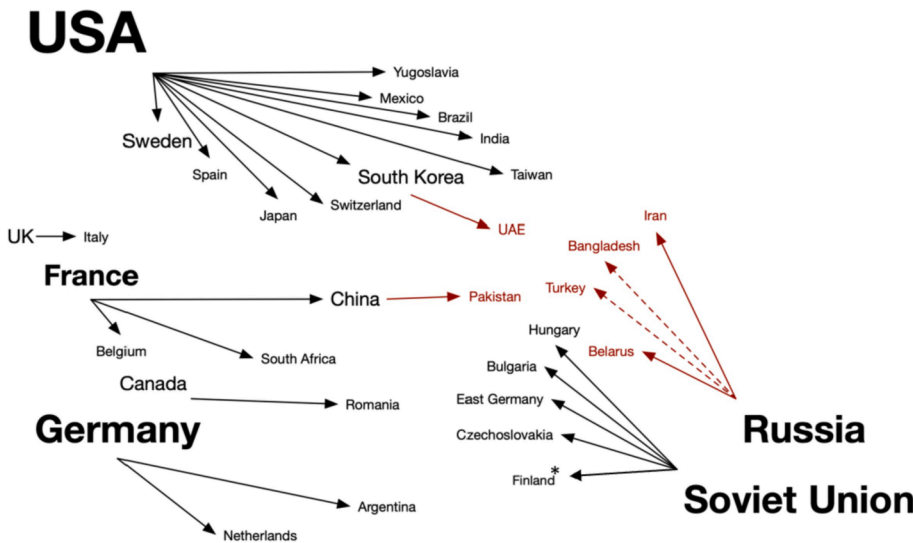 USA
Yugoslavia
Mexico
Brazil
India
Sweden
Spain
South Korea
Taiwan
Japan
Switzerland
Iran
UK
Italy
UAE
Bangladesh
France
Turkey
China
Pakistan
Hungary
Belgium
South Africa
Belarus
Bulgaria
Canada
Romania
East Germany
Germany
Czechoslovakia
Russia
Finland*
Soviet Union
Argentina
Netherlands